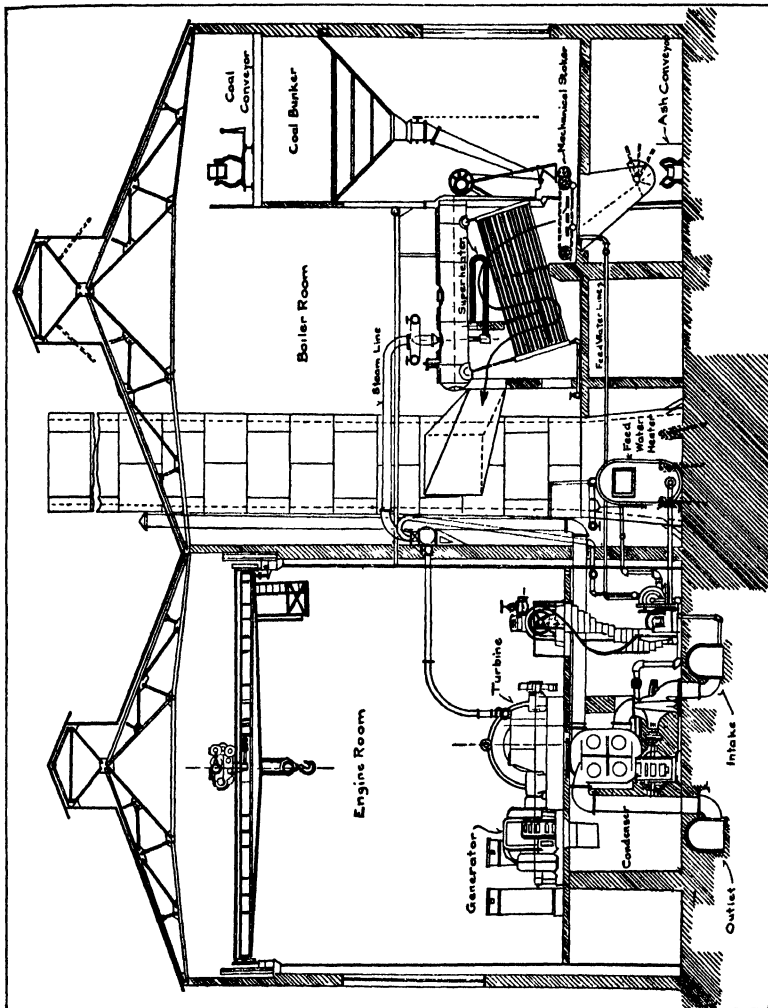 Coal
Conveyor
Coal Bunker
Mechanical Stoker
Ash Conveyor
Boiler Room
Superheater
Steam Line
Feed Water Lines
Feed
Water
Heater
Engine Room
Turbine
Generator
Condenser
Intake
Outlet